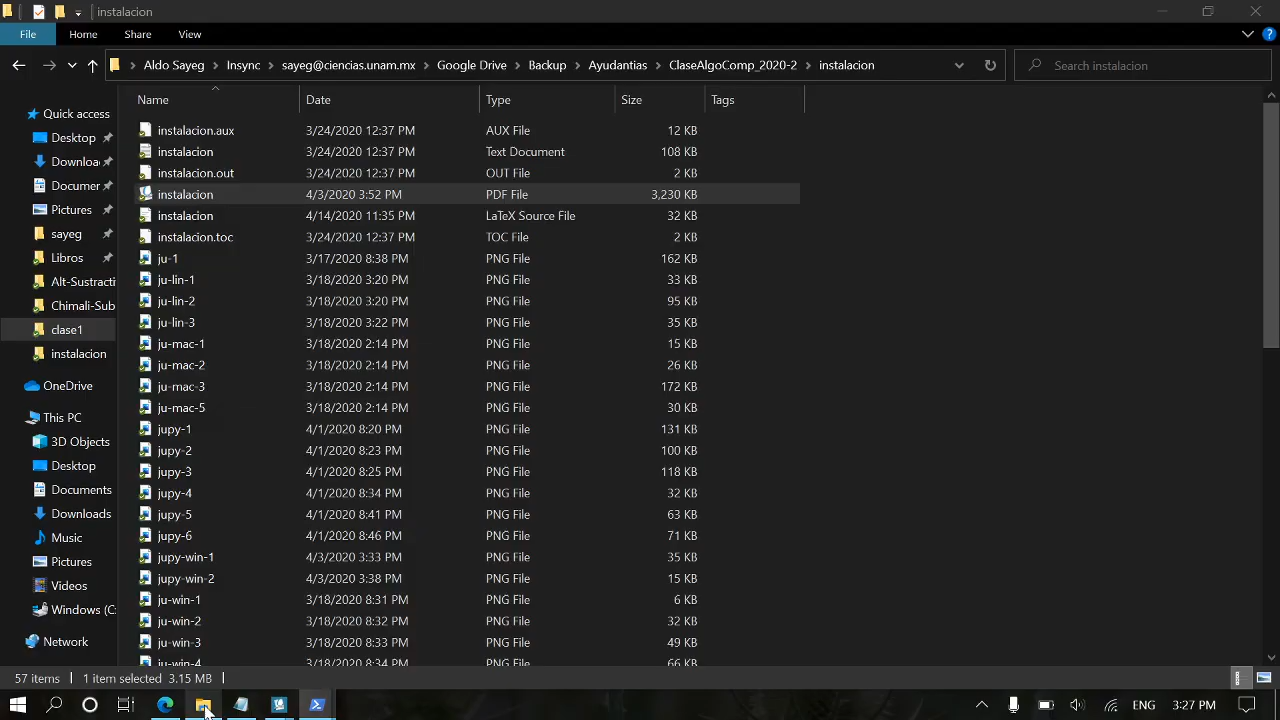 instalacion
File Home Share View
Aldo Sayeg Insync sayeg@ciencias.unam.mx Google Drive Backup Ayudantias ClaseAlgoComp_2020-2 instalacion Search instalacion
Name Date Type Size Tags
Quick access
Desktop
Downloa
Documer
Pictures
sayeg
Libros
Alt-Sustracti
Chimali-Sub
clase1
instalacion
OneDrive
This PC
3D Objects
Desktop
Documents
Downloads
Music
Pictures
Videos
Windows (C:
Network
instalacion.aux 3/24/2020 12:37 PM AUX File 12 KB
instalacion 3/24/2020 12:37 PM Text Document 108 KB
instalacion.out 3/24/2020 12:37 PM OUT File 2 KB
instalacion 4/3/2020 3:52 PM PDF File 3,230 KB
instalacion 4/14/2020 11:35 PM LaTeX Source File 32 KB
instalacion.toc 3/24/2020 12:37 PM TOC File 2 KB
ju-1 3/17/2020 8:38 PM PNG File 162 KB
ju-lin-1 3/18/2020 3:20 PM PNG File 33 KB
ju-lin-2 3/18/2020 3:20 PM PNG File 95 KB
ju-lin-3 3/18/2020 3:22 PM PNG File 35 KB
ju-mac-1 3/18/2020 2:14 PM PNG File 15 KB
ju-mac-2 3/18/2020 2:14 PM PNG File 26 KB
ju-mac-3 3/18/2020 2:14 PM PNG File 172 KB
ju-mac-5 3/18/2020 2:14 PM PNG File 30 KB
jupy-1 4/1/2020 8:20 PM PNG File 131 KB
jupy-2 4/1/2020 8:23 PM PNG File 100 KB
jupy-3 4/1/2020 8:25 PM PNG File 118 KB
jupy-4 4/1/2020 8:34 PM PNG File 32 KB
jupy-5 4/1/2020 8:41 PM PNG File 63 KB
jupy-6 4/1/2020 8:46 PM PNG File 71 KB
jupy-win-1 4/3/2020 3:33 PM PNG File 35 KB
jupy-win-2 4/3/2020 3:38 PM PNG File 15 KB
ju-win-1 3/18/2020 8:31 PM PNG File 6 KB
ju-win-2 3/18/2020 8:32 PM PNG File 32 KB
ju-win-3 3/18/2020 8:33 PM PNG File 49 KB
ju-win-4 3/18/2020 8:34 PM PNG File 66 KB
57 items 1 item selected 3.15 MB
ENG 3:27 PM